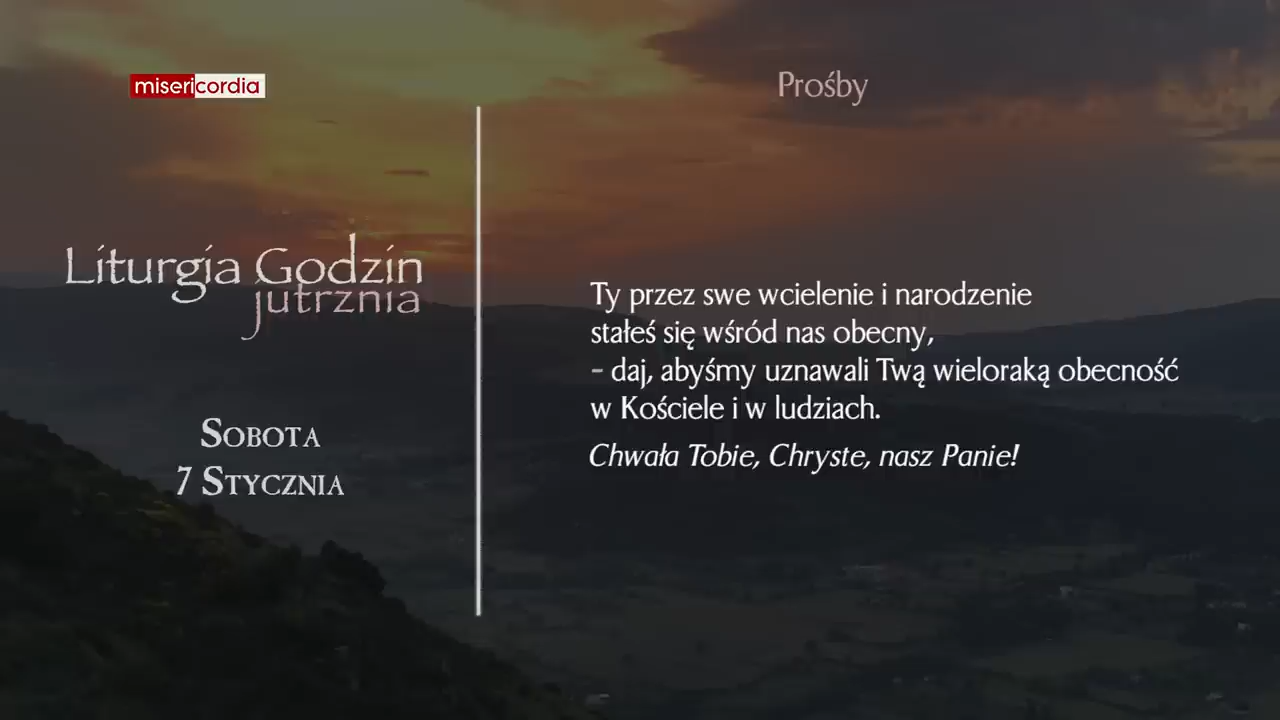 misericordia
Prośby
Liturgia Godzin
jutrznia
Sobota
7 Stycznia
Ty przez swe wcielenie i narodzenie
stałeś się wśród nas obecny,
– daj, abyśmy uznawali Twą wieloraką obecność
w Kościele i w ludziach.
Chwała Tobie, Chryste, nasz Panie!